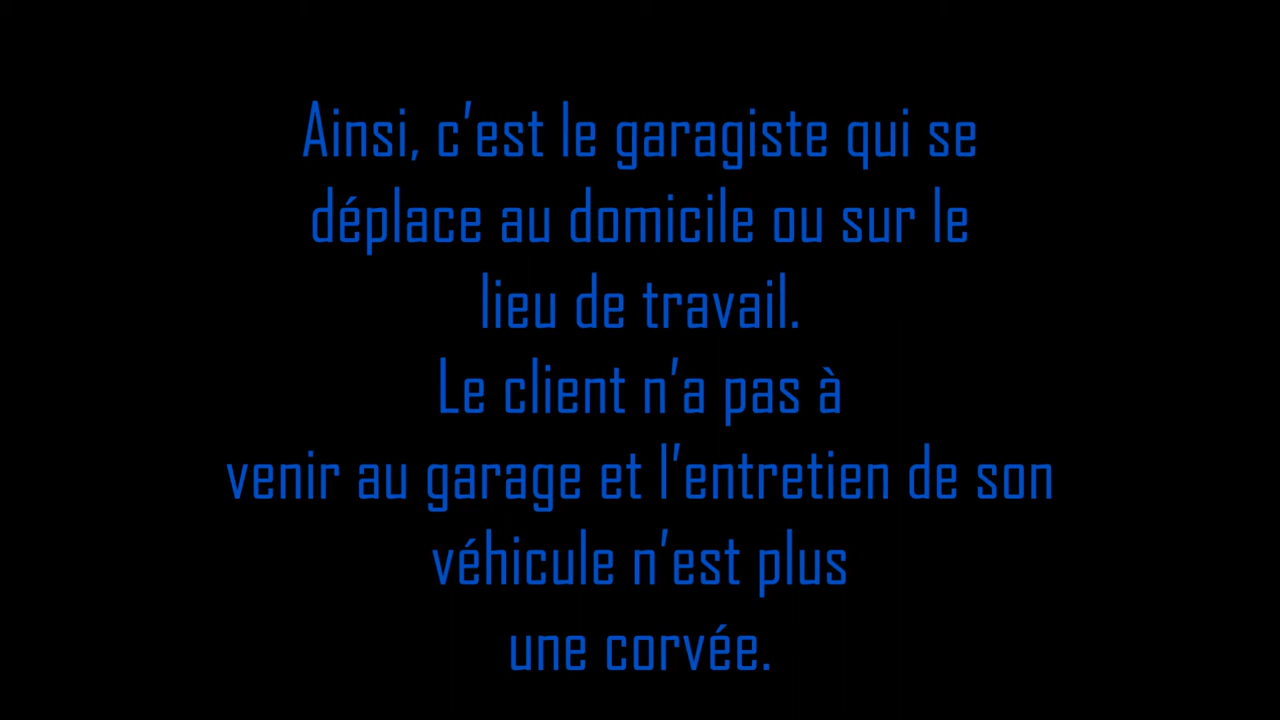 Ainsi, c’est le garagiste qui se
déplace au domicile ou sur le
lieu de travail.
Le client n’a pas à
venir au garage et l’entretien de son
véhicule n’est plus
une corvée.